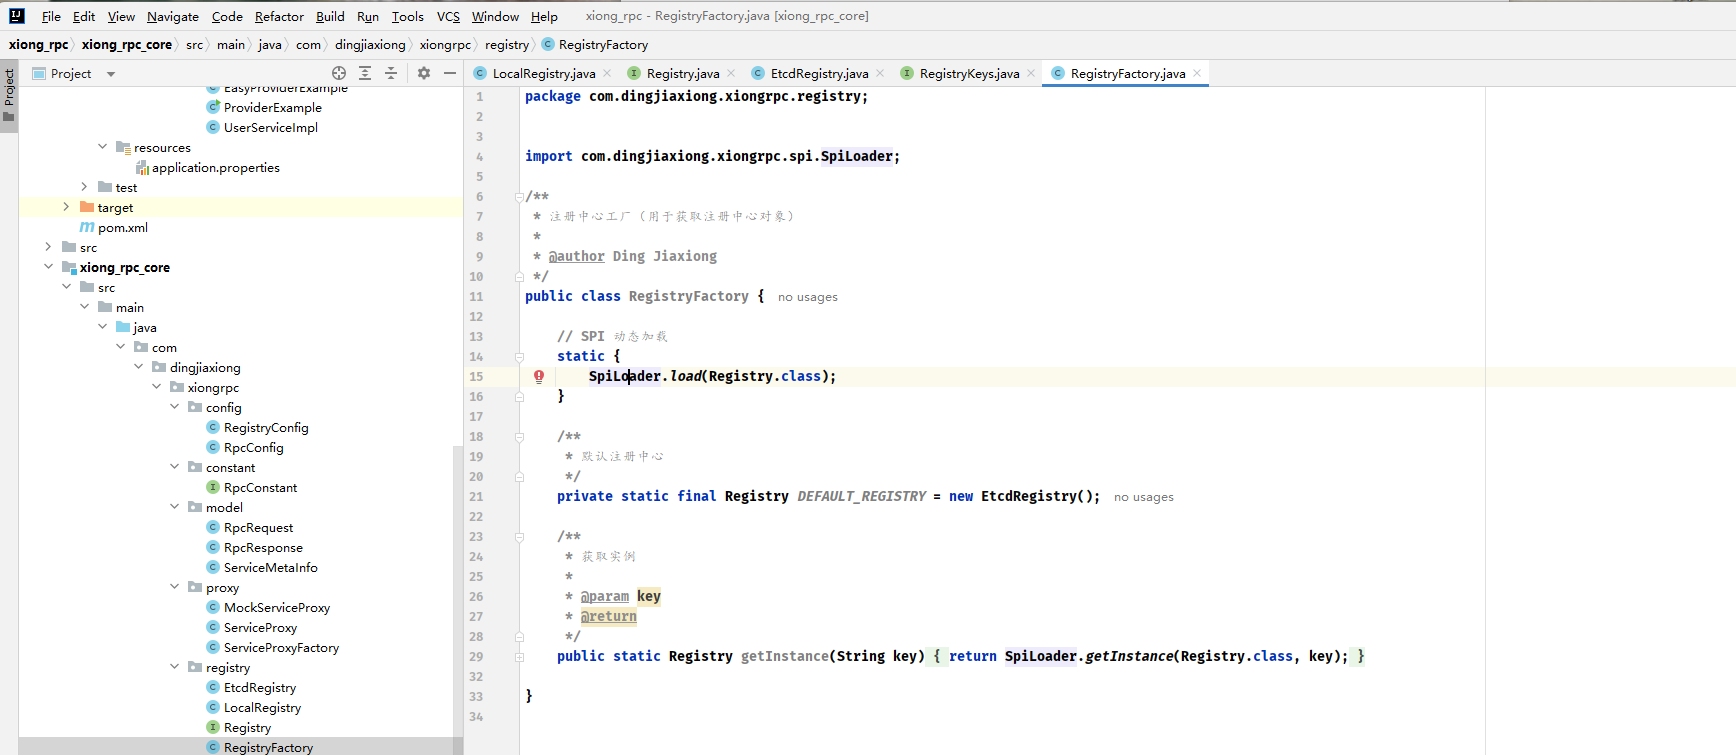 File Edit View Navigate Code Refactor Build Run Tools VCS Window Help xiong_rpc - RegistryFactory.java [xiong_rpc_core]
xiong_rpc xiong_rpc_core src main java com dingjiaxiong xiongrpc registry RegistryFactory
Project
Project
LocalRegistry.java Registry.java EtcdRegistry.java RegistryKeys.java RegistryFactory.java
EasyProviderExample
ProviderExample
UserServiceImpl
resources
application.properties
test
target
pom.xml
src
xiong_rpc_core
src
main
java
com
dingjiaxiong
xiongrpc
config
RegistryConfig
RpcConfig
constant
RpcConstant
model
RpcRequest
RpcResponse
ServiceMetaInfo
proxy
MockServiceProxy
ServiceProxy
ServiceProxyFactory
registry
EtcdRegistry
LocalRegistry
Registry
RegistryFactory
1 package com.dingjiaxiong.xiongrpc.registry;
2
3
4 import com.dingjiaxiong.xiongrpc.spi.SpiLoader;
5
6 /**
7 * 注册中心工厂（用于获取注册中心对象）
8 *
9 * @author Ding Jiaxiong
10 */
11 public class RegistryFactory { no usages
12
13 // SPI 动态加载
14 static {
15 SpiLoader.load(Registry.class);
16 }
17
18 /**
19 * 默认注册中心
20 */
21 private static final Registry DEFAULT_REGISTRY = new EtcdRegistry(); no usages
22
23 /**
24 * 获取实例
25 *
26 * @param key
27 * @return
28 */
29 public static Registry getInstance(String key) { return SpiLoader.getInstance(Registry.class, key); }
32
33 }
34